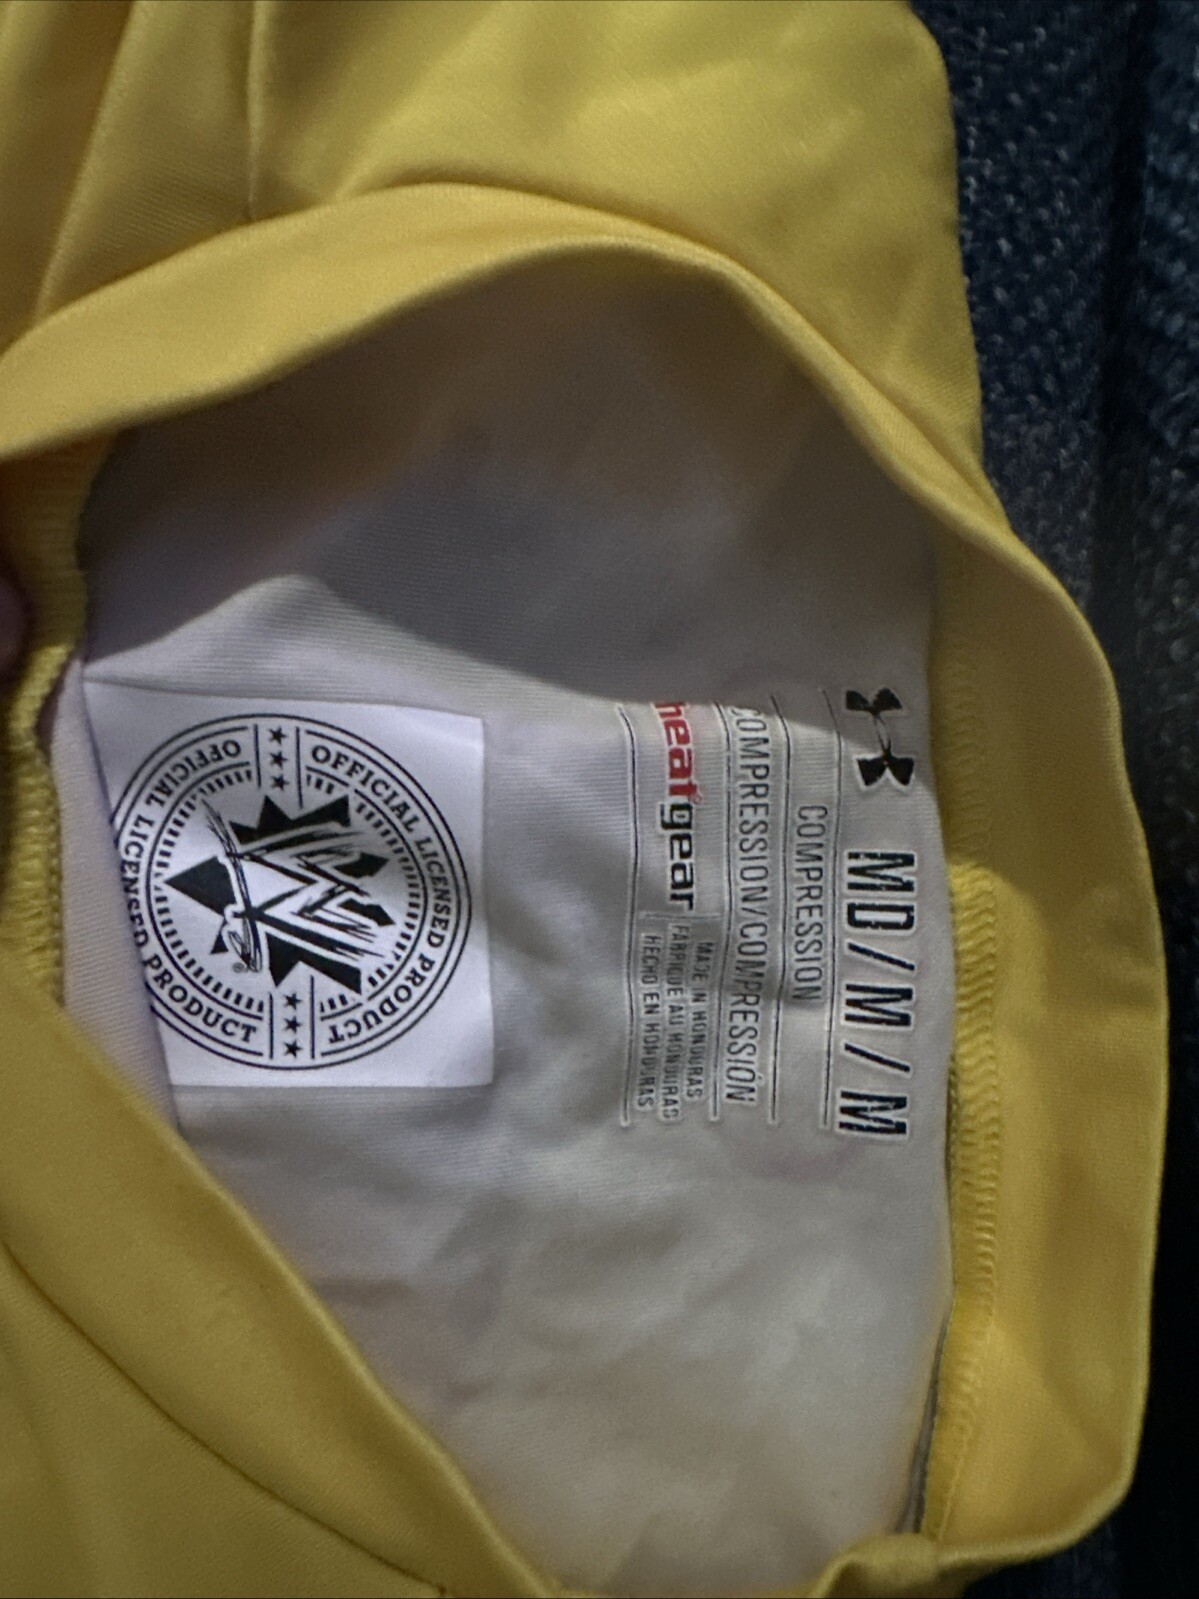 MD / M / M
COMPRESSION
COMPRESSION/COMPRESSIÓN
heatgear
MADE IN HONDURAS
FABRIQUÉ AU HONDURAS
HECHO EN HONDURAS
OFFICIAL LICENSED PRODUCT
OFFICIAL LICENSED PRODUCT
®